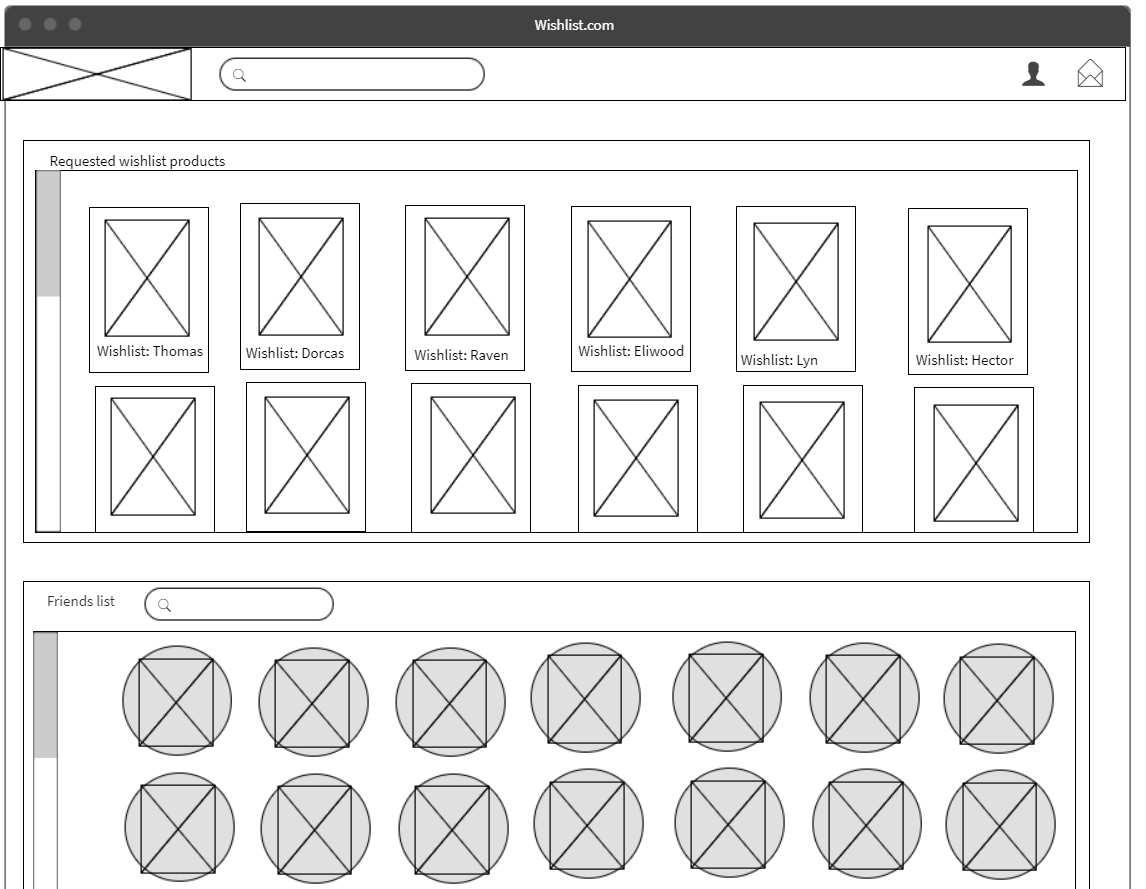 Wishlist.com
Requested wishlist products
Wishlist: Thomas
Wishlist: Dorcas
Wishlist: Raven
Wishlist: Eliwood
Wishlist: Lyn
Wishlist: Hector
Friends list